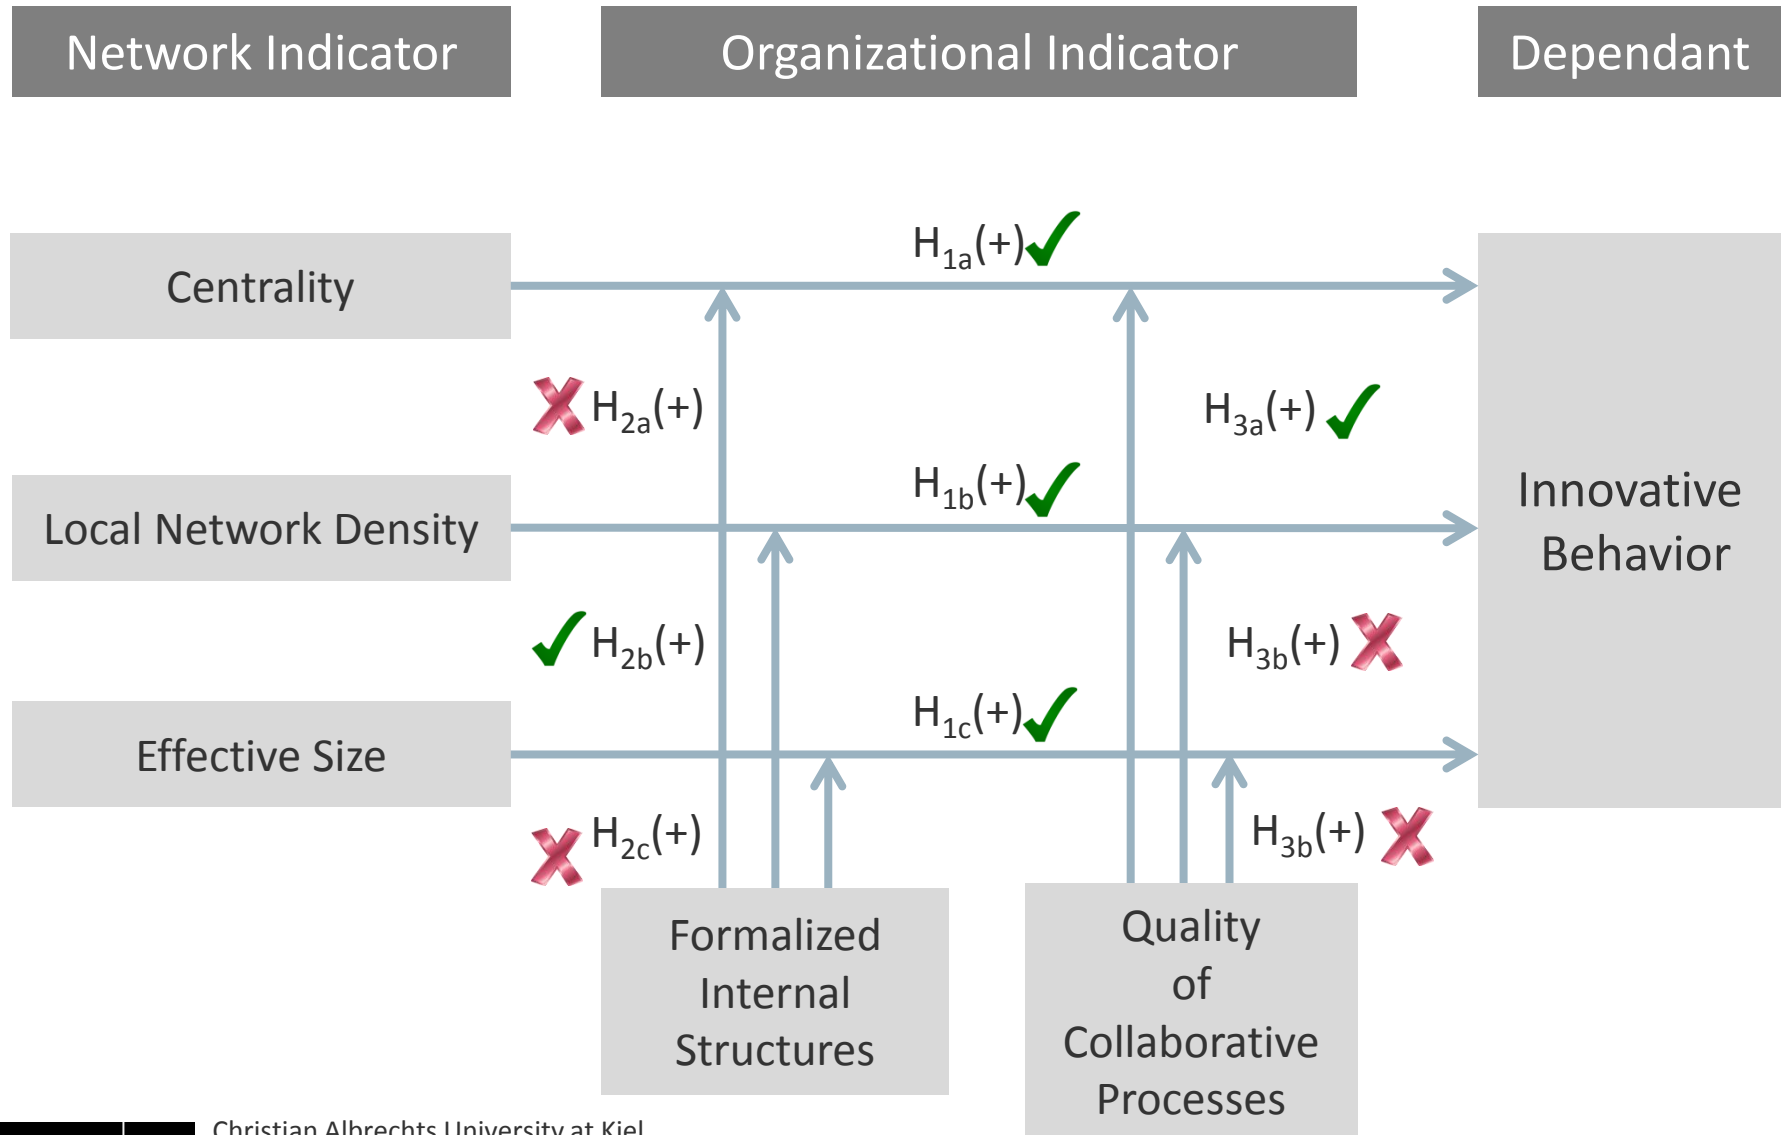 Network Indicator
Organizational Indicator
Dependant
H1a(+)
Centrality
H2a(+)
H3a(+)
H1b(+)
Local Network Density
Innovative
Behavior
H2b(+)
H3b(+)
H1c(+)
Effective Size
H2c(+)
H3b(+)
Formalized
Internal
Structures
Quality
of
Collaborative
Processes
Christian Albrechts University at Kiel